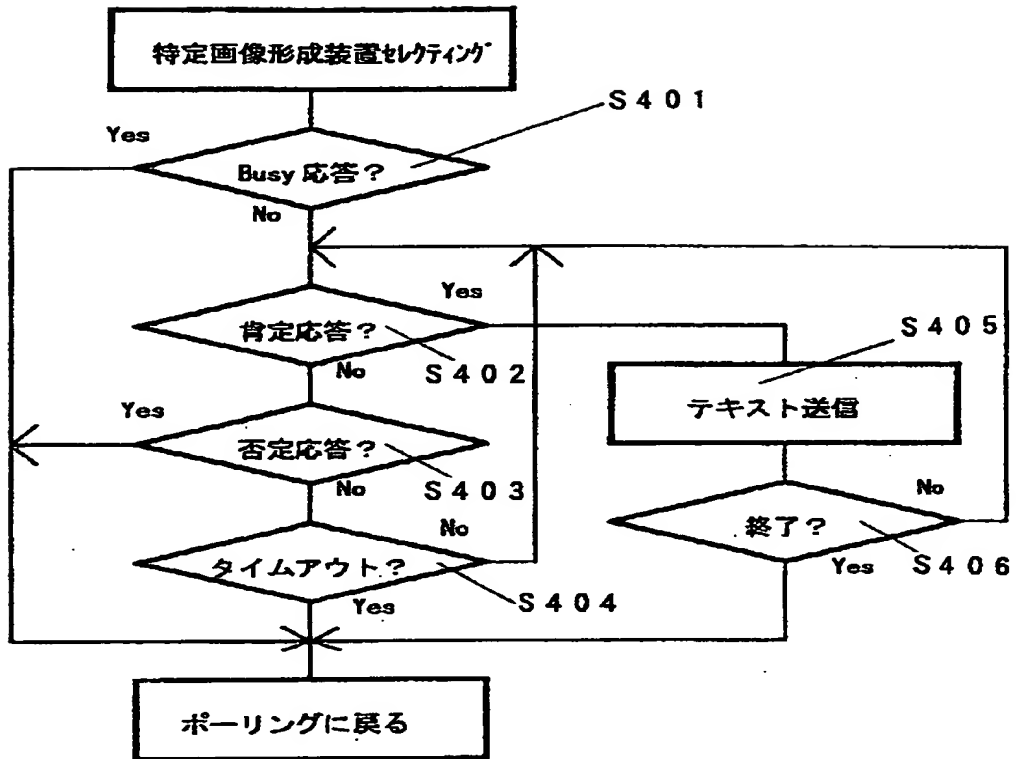 特定画像形成装置ｾﾚｸﾃｨﾝｸﾞ
S401
Yes
Busy応答？
No
Yes
肯定応答？
S405
No
S402
テキスト送信
Yes
否定応答？
No
S403
No
No
終了？
タイムアウト？
Yes
S406
S404
Yes
ポーリングに戻る